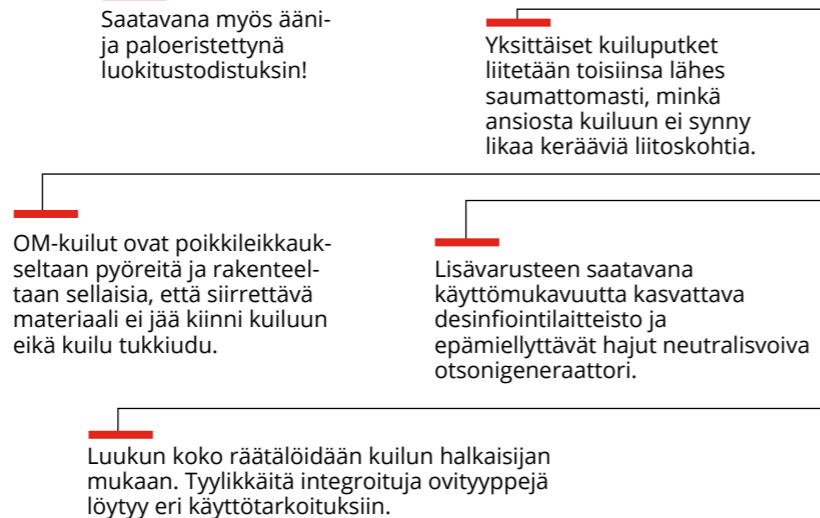 Saatavana myös ääni-
ja paloeristettynä
luokitustodistuksin!
Yksittäiset kuiluputket
liitetään toisiinsa lähes
saumattomasti, minkä
ansiosta kuiluun ei synny
likaa kerääviä liitoskohtia.
OM-kuilut ovat poikkileikkauk-
seltaan pyöreitä ja rakenteel-
taan sellaisia, että siirrettävä
materiaali ei jää kiinni kuiluun
eikä kuilu tukkiudu.
Lisävarusteen saatavana
käyttömukavuutta kasvattava
desinfiointilaitteisto ja
epämiellyttävät hajut neutralisvoiva
otsonigeneraattori.
Luukun koko räätälöidään kuilun halkaisijan
mukaan. Tyylikkäitä integroituja ovityyppejä
löytyy eri käyttötarkoituksiin.